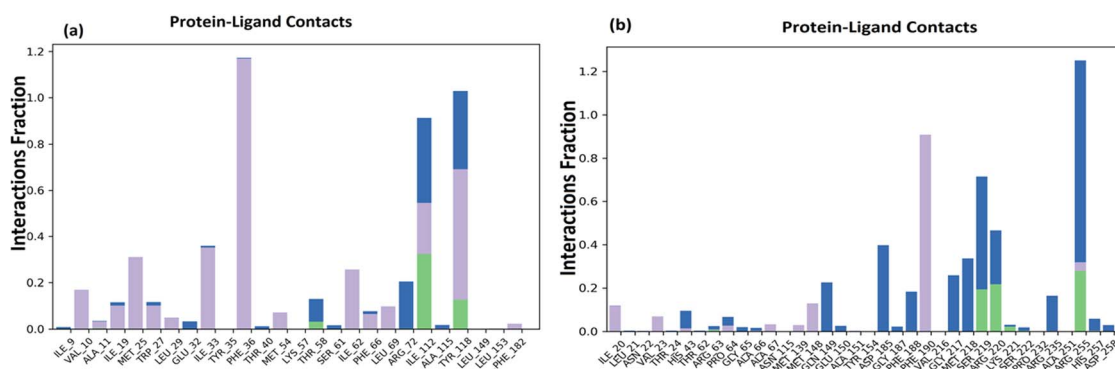 (a)
Protein-Ligand Contacts
Interactions Fraction
1.2
1.0
0.8
0.6
0.4
0.2
0.0
ILE_9
VAL_10
ALA_11
ILE_19
MET_25
TRP_27
LEU_29
GLU_32
ILE_33
TYR_35
PHE_36
THR_40
MET_54
LYS_57
THR_58
SER_61
ILE_62
PHE_66
LEU_69
ARG_72
ILE_112
ALA_115
TYR_118
LEU_149
LEU_153
PHE_182
(b)
Protein-Ligand Contacts
Interactions Fraction
1.2
1.0
0.8
0.6
0.4
0.2
0.0
ILE_20
LEU_21
ASN_22
VAL_23
THR_24
HIS_43
THR_62
ARG_63
PRO_64
GLY_65
ALA_66
ALA_67
ASN_115
MET_139
MET_148
GLN_149
GLU_150
ALA_151
TYR_154
ASP_185
GLY_187
PHE_188
PHE_190
VAL_216
GLY_217
MET_218
SER_219
ARG_220
LYS_221
SER_222
PRO_232
ARG_235
ALA_251
ARG_255
HIS_257
ASP_258